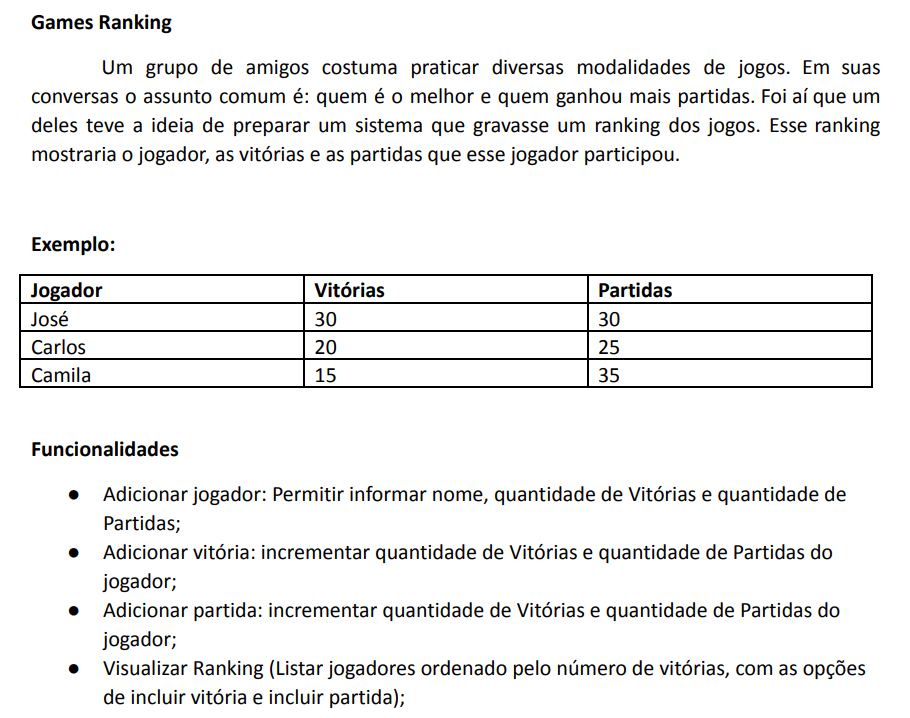 Games Ranking
Um grupo de amigos costuma praticar diversas modalidades de jogos. Em suas
conversas o assunto comum é: quem é o melhor e quem ganhou mais partidas. Foi aí que um
deles teve a ideia de preparar um sistema que gravasse um ranking dos jogos. Esse ranking
mostraria o jogador, as vitórias e as partidas que esse jogador participou.
Exemplo:
Jogador Vitórias Partidas
José 30 30
Carlos 20 25
Camila 15 35
Funcionalidades
● Adicionar jogador: Permitir informar nome, quantidade de Vitórias e quantidade de
Partidas;
● Adicionar vitória: incrementar quantidade de Vitórias e quantidade de Partidas do
jogador;
● Adicionar partida: incrementar quantidade de Vitórias e quantidade de Partidas do
jogador;
● Visualizar Ranking (Listar jogadores ordenado pelo número de vitórias, com as opções
de incluir vitória e incluir partida);